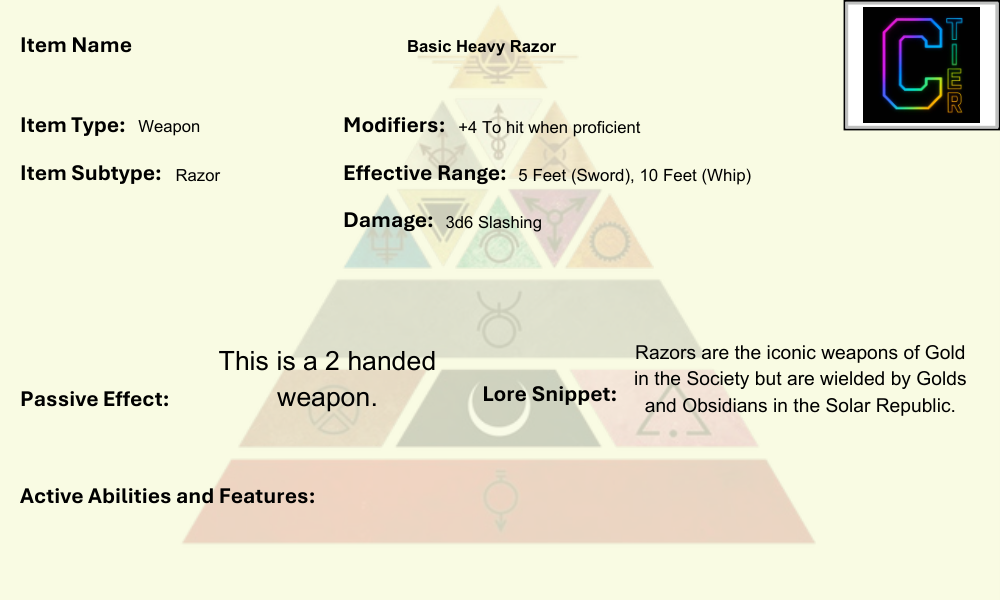 Item Name
Basic Heavy Razor
C TIER
Item Type: Weapon
Modifiers: +4 To hit when proficient
Item Subtype: Razor
Effective Range: 5 Feet (Sword), 10 Feet (Whip)
Damage: 3d6 Slashing
Passive Effect:
This is a 2 handed
weapon.
Lore Snippet:
Razors are the iconic weapons of Gold
in the Society but are wielded by Golds
and Obsidians in the Solar Republic.
Active Abilities and Features: